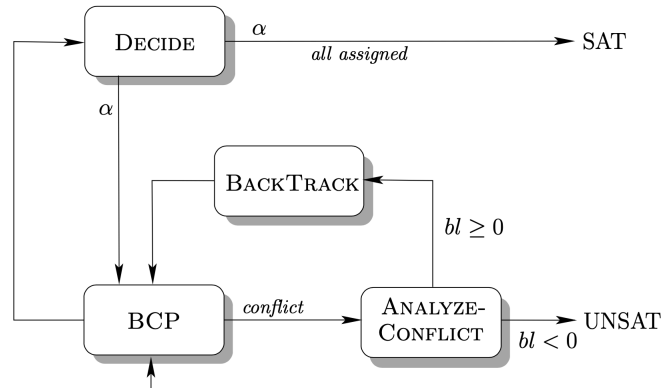 DECIDE
α
all assigned
SAT
α
BACKTRACK
bl ≥ 0
BCP
conflict
ANALYZE-
CONFLICT
UNSAT
bl < 0